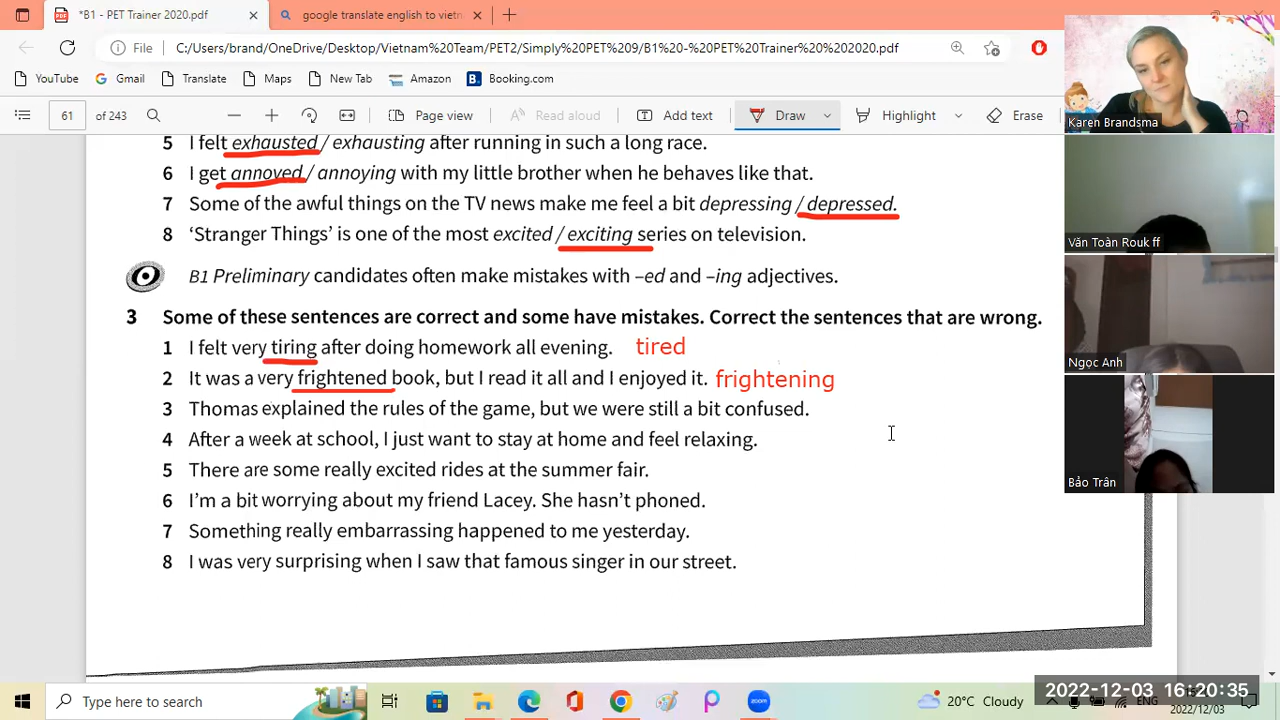 *B1 - PET Trainer 2020.pdf
google translate english to vietn
File C:/Users/brand/OneDrive/Desktop/Vietnam%20Team/PET2/Simply%20PET%209/B1%20-%20PET%20Trainer%20%202020.pdf
YouTube Gmail Translate Maps New Tab Amazon Booking.com
61 of 243 Page view Read aloud Add text Draw Highlight Erase
Karen Brandsma
5 I felt exhausted / exhausting after running in such a long race.
6 I get annoyed / annoying with my little brother when he behaves like that.
7 Some of the awful things on the TV news make me feel a bit depressing / depressed.
8 ‘Stranger Things’ is one of the most excited / exciting series on television.
Văn Toàn Rouk ff
B1 Preliminary candidates often make mistakes with –ed and –ing adjectives.
3 Some of these sentences are correct and some have mistakes. Correct the sentences that are wrong.
1 I felt very tiring after doing homework all evening. tired
2 It was a very frightened book, but I read it all and I enjoyed it. frightening
Ngọc Anh
3 Thomas explained the rules of the game, but we were still a bit confused.
4 After a week at school, I just want to stay at home and feel relaxing.
5 There are some really excited rides at the summer fair.
Bảo Trân
6 I’m a bit worrying about my friend Lacey. She hasn’t phoned.
7 Something really embarrassing happened to me yesterday.
8 I was very surprising when I saw that famous singer in our street.
Type here to search
zoom
20°C Cloudy
ENG
2022-12-03 16:20:35
2022/12/03